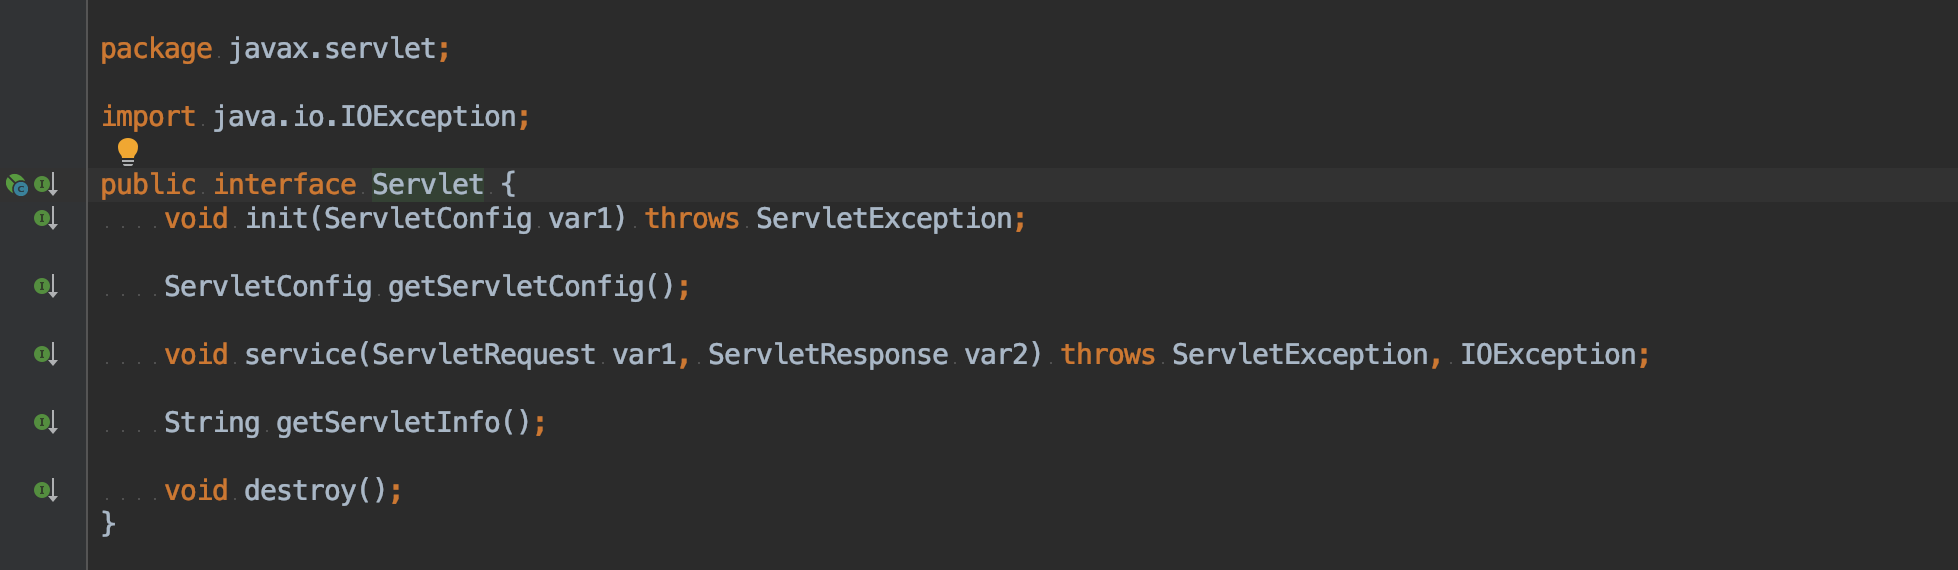 package javax.servlet;
import java.io.IOException;
public interface Servlet {
void init(ServletConfig var1) throws ServletException;
ServletConfig getServletConfig();
void service(ServletRequest var1, ServletResponse var2) throws ServletException, IOException;
String getServletInfo();
void destroy();
}